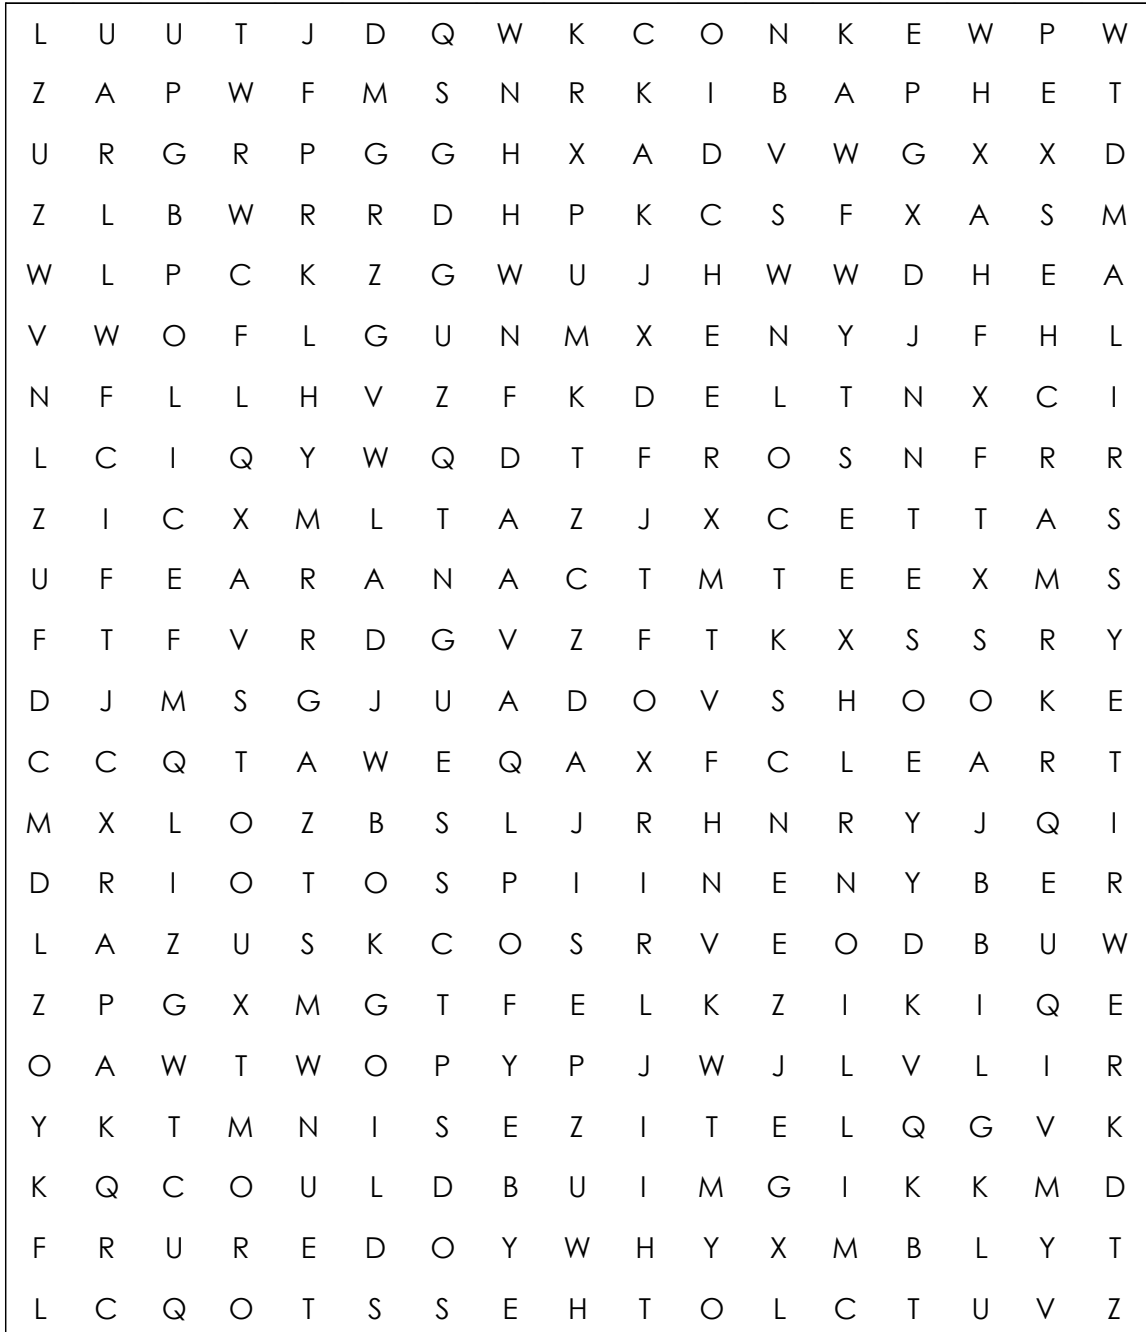 L U U T J D Q W K C O N K E W P W
Z A P W F M S N R K I B A P H E T
U R G R P G G H X A D V W G X X D
Z L B W R R D H P K C S F X A S M
W L P C K Z G W U J H W W D H E A
V W O F L G U N M X E N Y J F H L
N F L L H V Z F K D E L T N X C I
L C I Q Y W Q D T F R O S N F R R
Z I C X M L T A Z J X C E T T A S
U F E A R A N A C T M T E E X M S
F T F V R D G V Z F T K X S S R Y
D J M S G J U A D O V S H O O K E
C C Q T A W E Q A X F C L E A R T
M X L O Z B S L J R H N R Y J Q I
D R I O T O S P I I N E N Y B E R
L A Z U S K C O S R V E O D B U W
Z P G X M G T F E L K Z I K I Q E
O A W T W O P Y P J W J L V L I R
Y K T M N I S E Z I T E L Q G V K
K Q C O U L D B U I M G I K K M D
F R U R E D O Y W H Y X M B L Y T
L C Q O T S S E H T O L C T U V Z